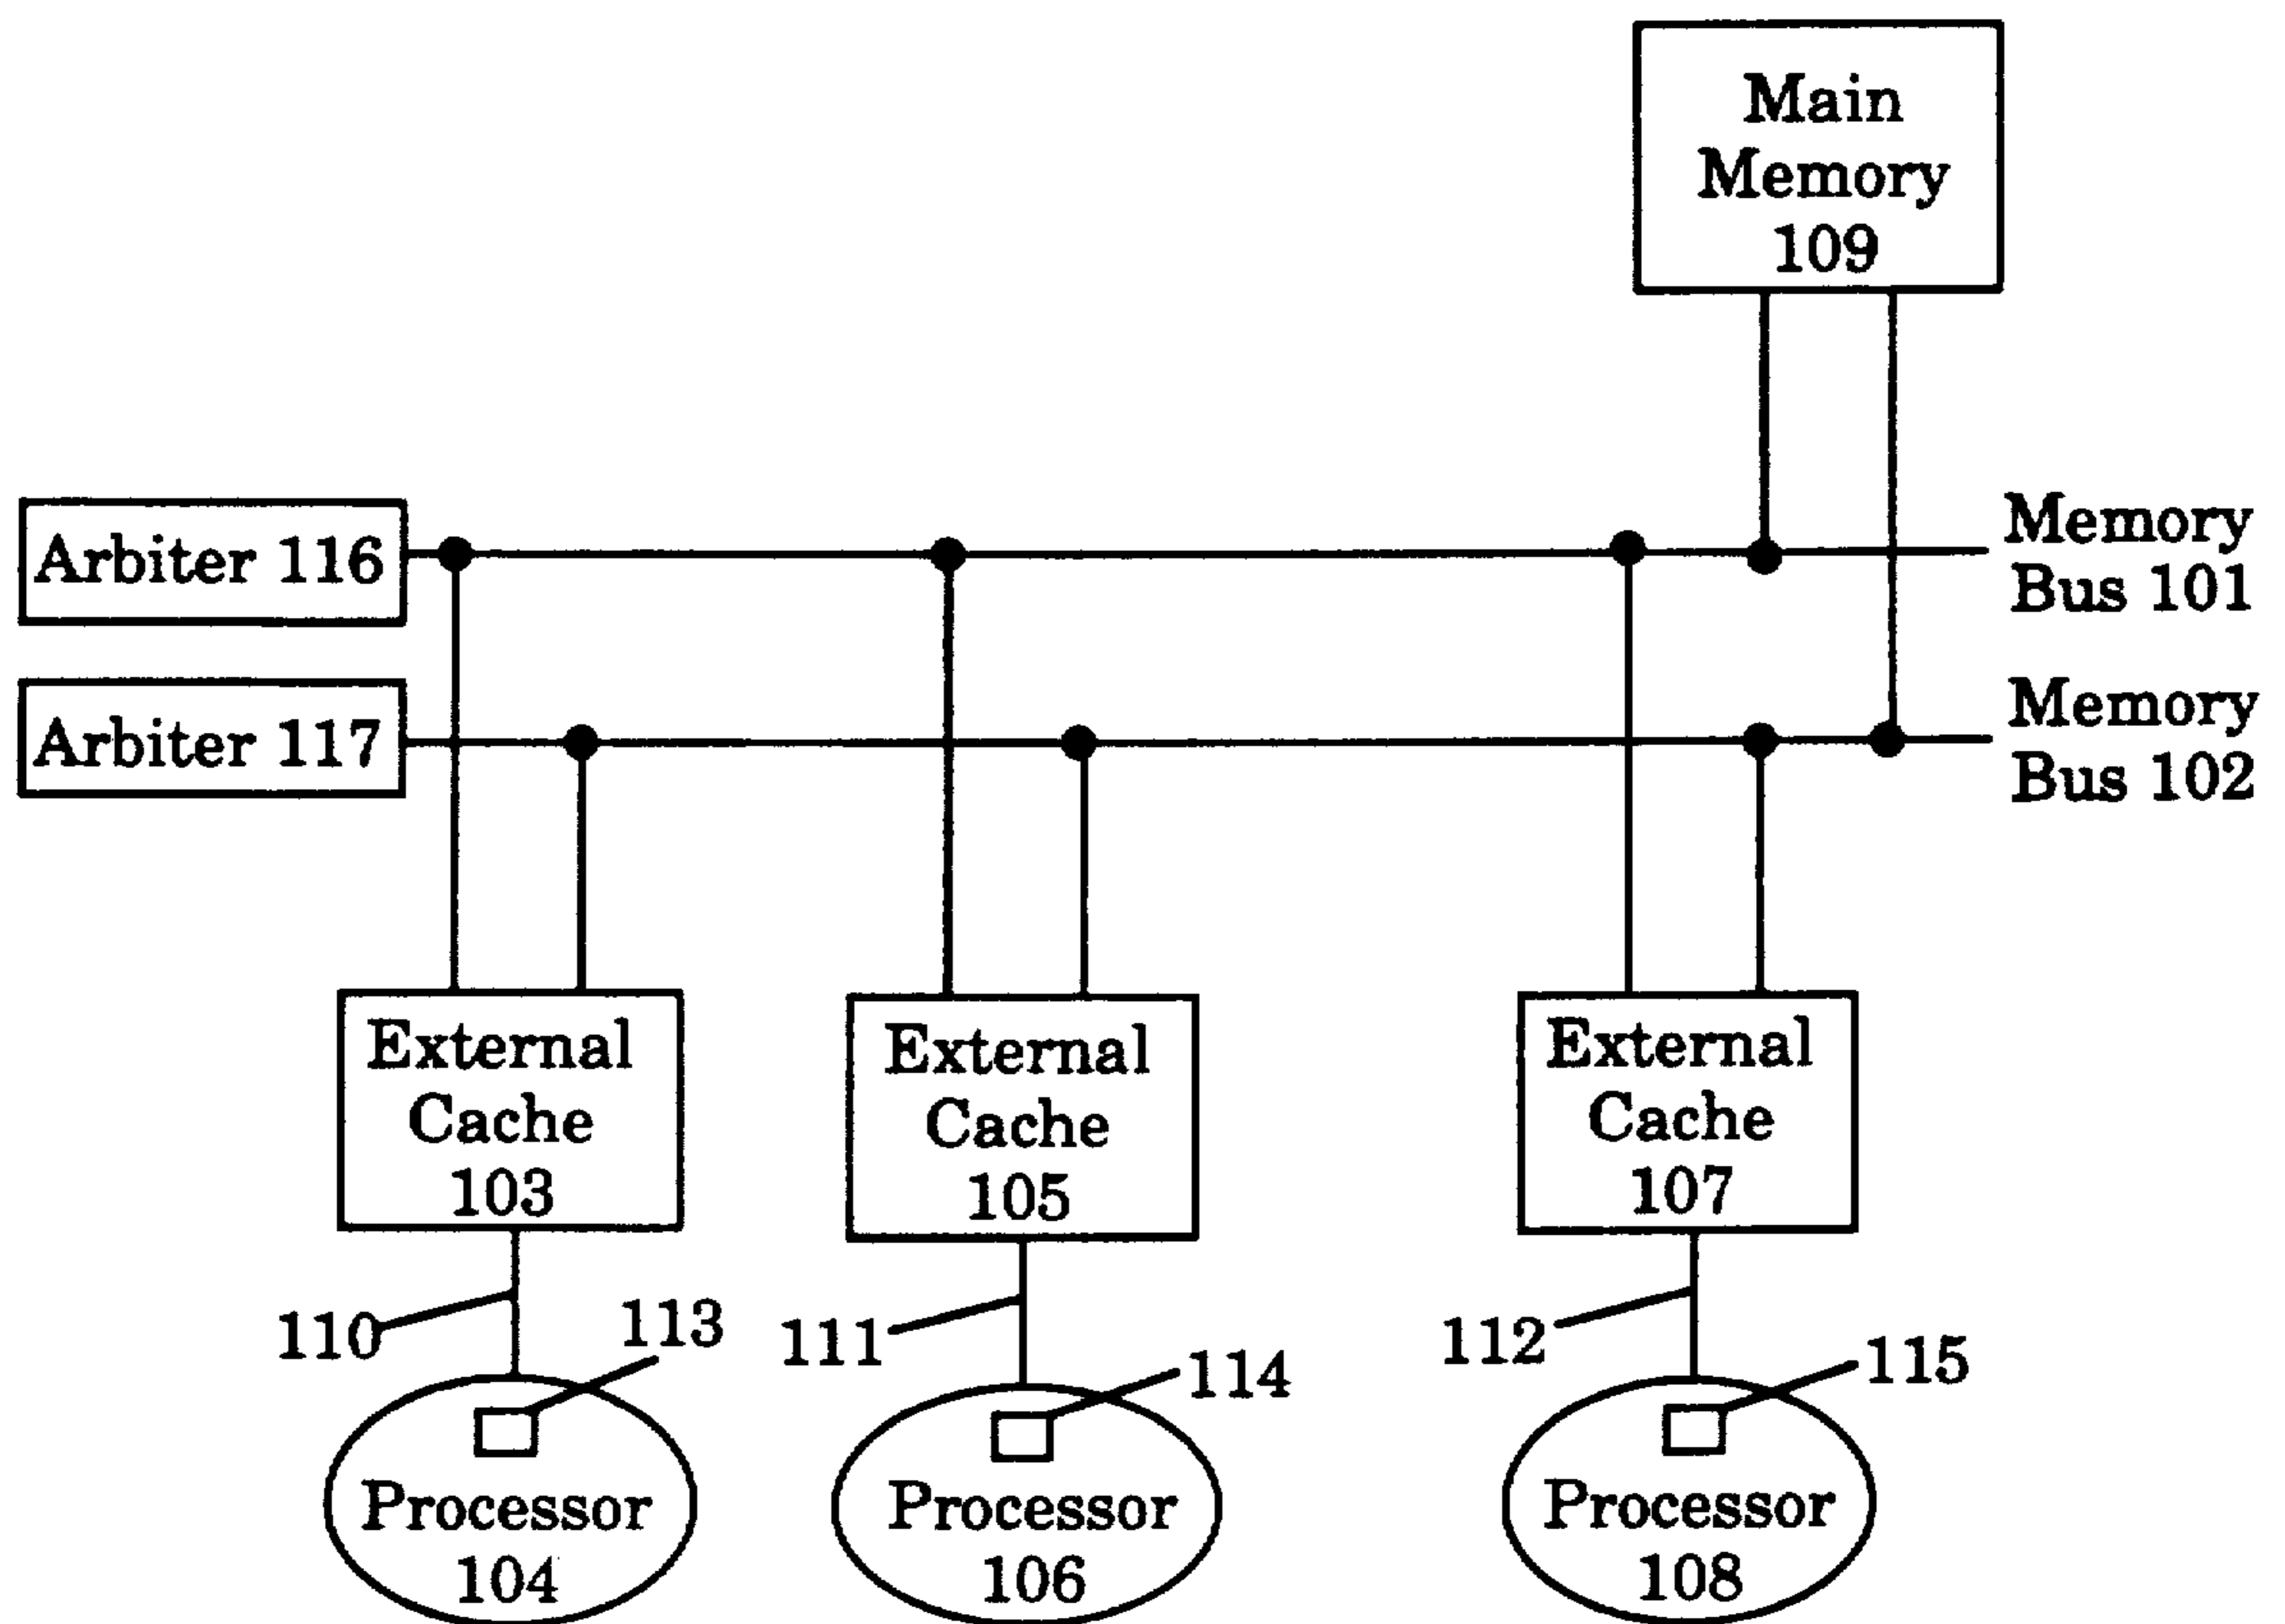 Main
Memory
109
Memory
Bus 101
Arbiter 116
Memory
Bus 102
Arbiter 117
External
Cache
103
External
Cache
105
External
Cache
107
110
113
111
114
112
115
Processor
104
Processor
106
Processor
108